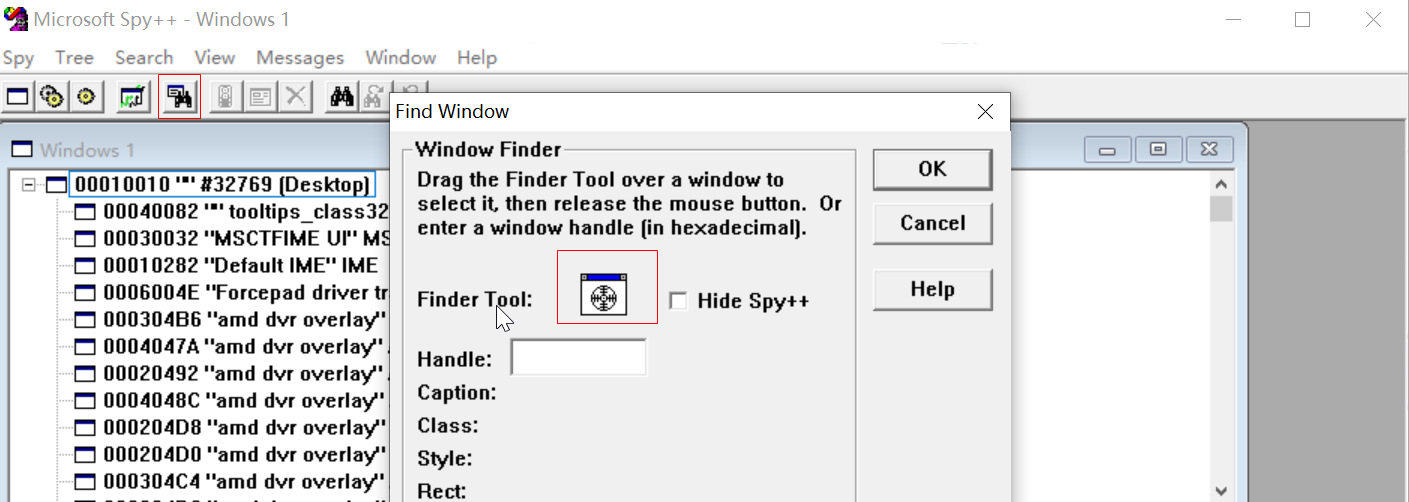 Microsoft Spy++ - Windows 1
Spy Tree Search View Messages Window Help
Find Window
Windows 1
Window Finder
Drag the Finder Tool over a window to
select it, then release the mouse button. Or
enter a window handle (in hexadecimal).
OK
Cancel
Help
Finder Tool:
Hide Spy++
Handle:
Caption:
Class:
Style:
Rect:
00010010 "" #32769 (Desktop)
00040082 "" tooltips_class32
00030032 "MSCTFIME UI" MS
00010282 "Default IME" IME
0006004E "Forcepad driver tr
000304B6 "amd dvr overlay"
0004047A "amd dvr overlay"
00020492 "amd dvr overlay"
0004048C "amd dvr overlay"
000204D8 "amd dvr overlay"
000204D0 "amd dvr overlay"
000304C4 "amd dvr overlay"